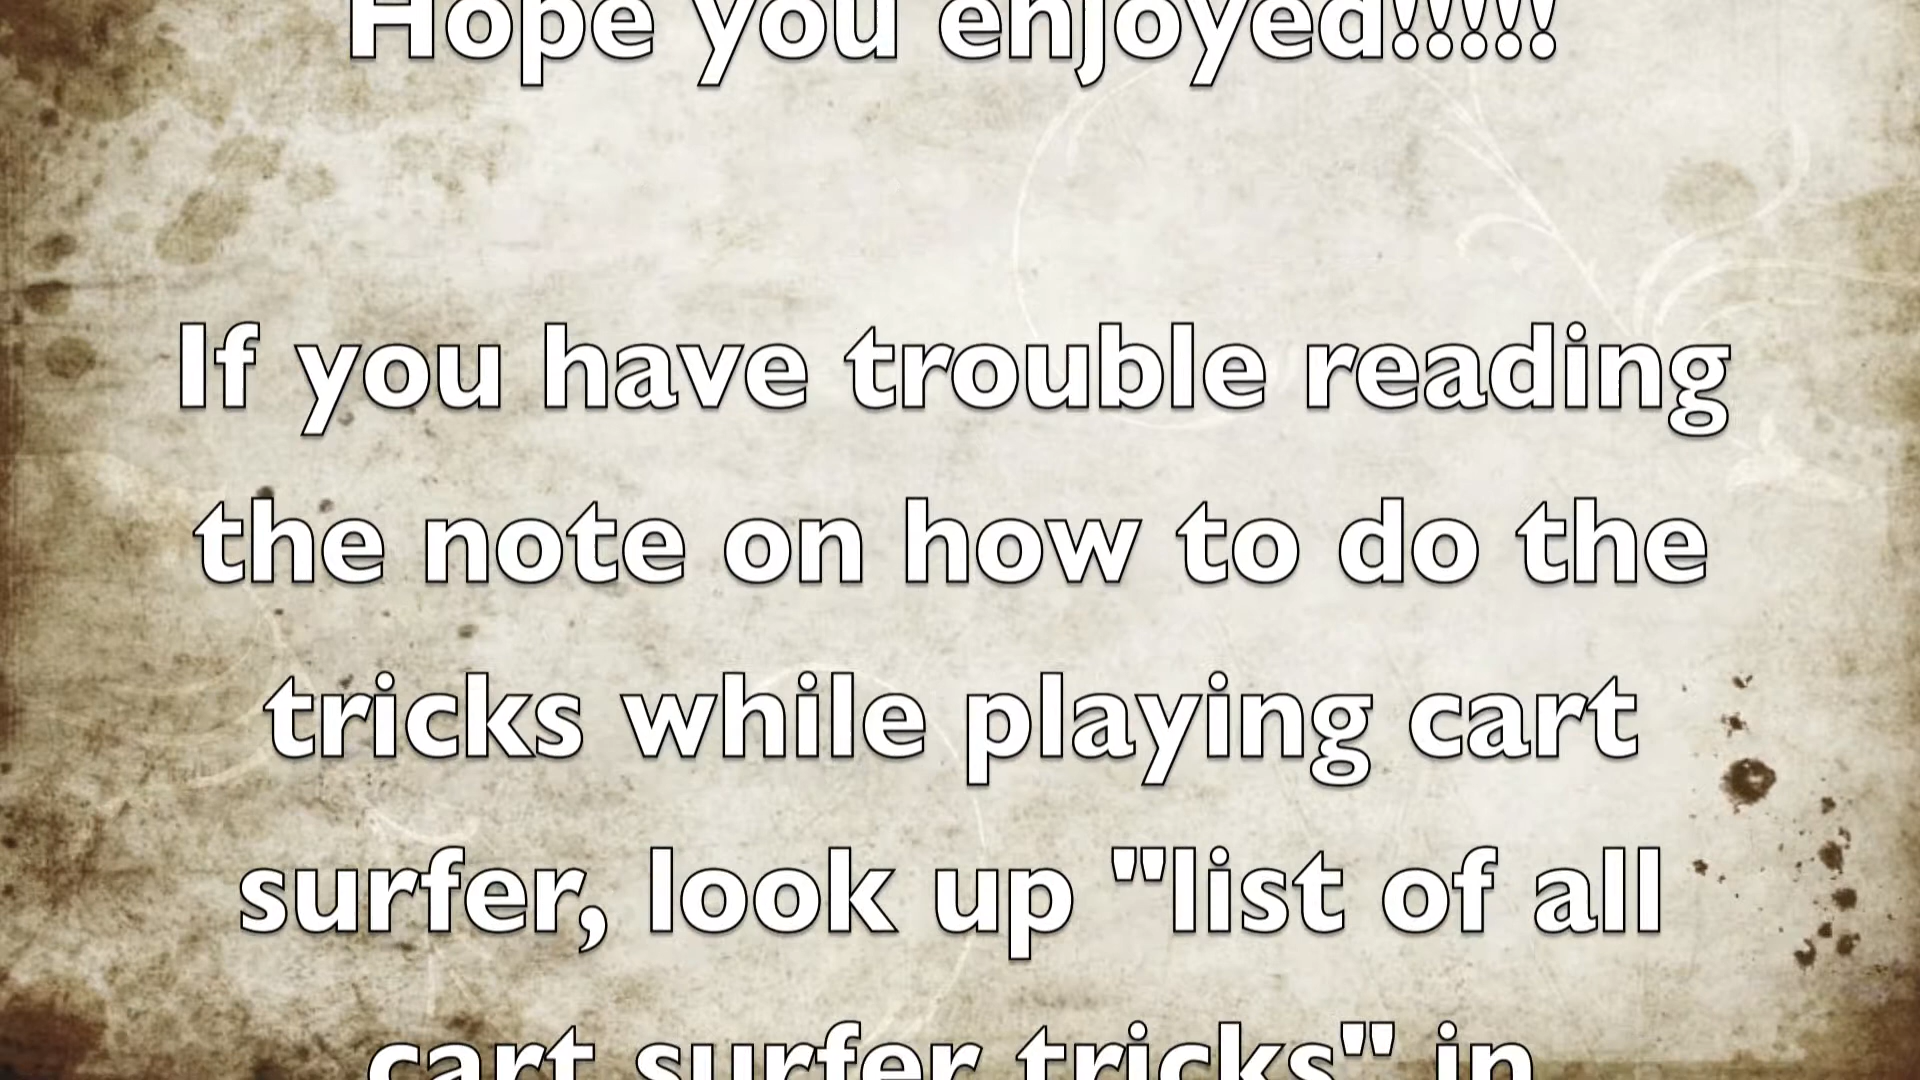 Hope you enjoyed!!!!!
If you have trouble reading
the note on how to do the
tricks while playing cart
surfer, look up "list of all
cart surfer tricks" in